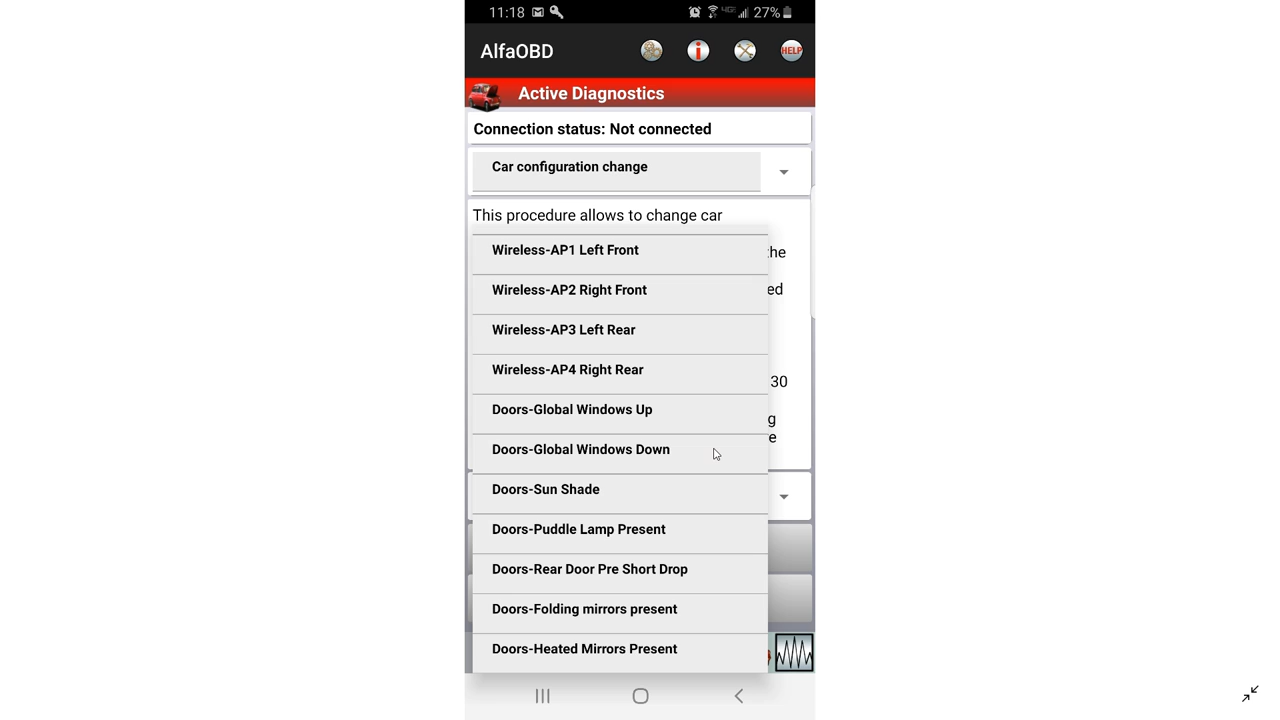 11:18 27%
AlfaOBD HELP
Active Diagnostics
Connection status: Not connected
Car configuration change
This procedure allows to change car
Wireless-AP1 Left Front
Wireless-AP2 Right Front
Wireless-AP3 Left Rear
Wireless-AP4 Right Rear
30
Doors-Global Windows Up
Doors-Global Windows Down
Doors-Sun Shade
Doors-Puddle Lamp Present
Doors-Rear Door Pre Short Drop
Doors-Folding mirrors present
Doors-Heated Mirrors Present